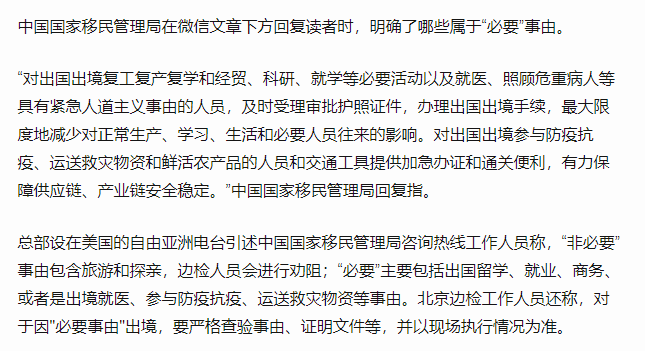 中国国家移民管理局在微信文章下方回复读者时，明确了哪些属于“必要”事由。
“对出国出境复工复产复学和经贸、科研、就学等必要活动以及就医、照顾危重病人等
具有紧急人道主义事由的人员，及时受理审批护照证件，办理出国出境手续，最大限
度地减少对正常生产、学习、生活和必要人员往来的影响。对出国出境参与防疫抗
疫、运送救灾物资和鲜活农产品的人员和交通工具提供加急办证和通关便利，有力保
障供应链、产业链安全稳定。”中国国家移民管理局回复指。
总部设在美国的自由亚洲电台引述中国国家移民管理局咨询热线工作人员称，“非必要”
事由包含旅游和探亲，边检人员会进行劝阻；“必要”主要包括出国留学、就业、商务、
或者是出境就医、参与防疫抗疫、运送救灾物资等事由。北京边检工作人员还称，对
于因"必要事由"出境，要严格查验事由、证明文件等，并以现场执行情况为准。